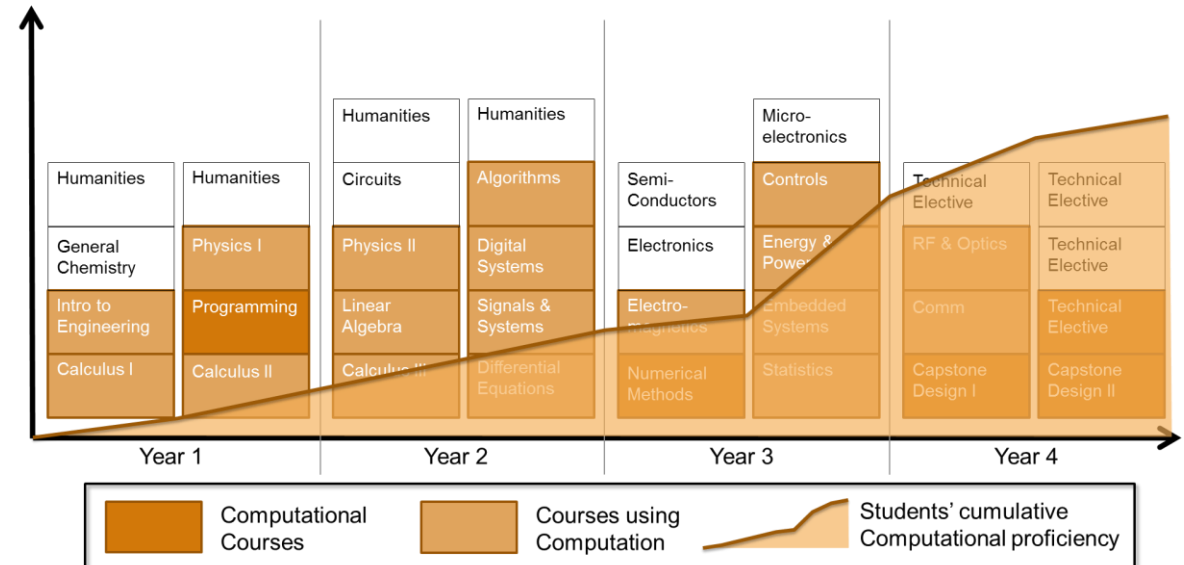 Humanities
General
Chemistry
Intro to
Engineering
Calculus I
Humanities
Physics I
Programming
Calculus II
Humanities
Circuits
Physics II
Linear
Algebra
Calculus III
Humanities
Algorithms
Digital
Systems
Signals &
Systems
Differential
Equations
Semi-
Conductors
Electronics
Electro-
magnetics
Numerical
Methods
Micro-
electronics
Controls
Energy &
Power
Embedded
Systems
Statistics
Technical
Elective
RF & Optics
Comm
Capstone
Design I
Technical
Elective
Technical
Elective
Technical
Elective
Capstone
Design II
Year 1
Year 2
Year 3
Year 4
Computational
Courses
Courses using
Computation
Students' cumulative
Computational proficiency